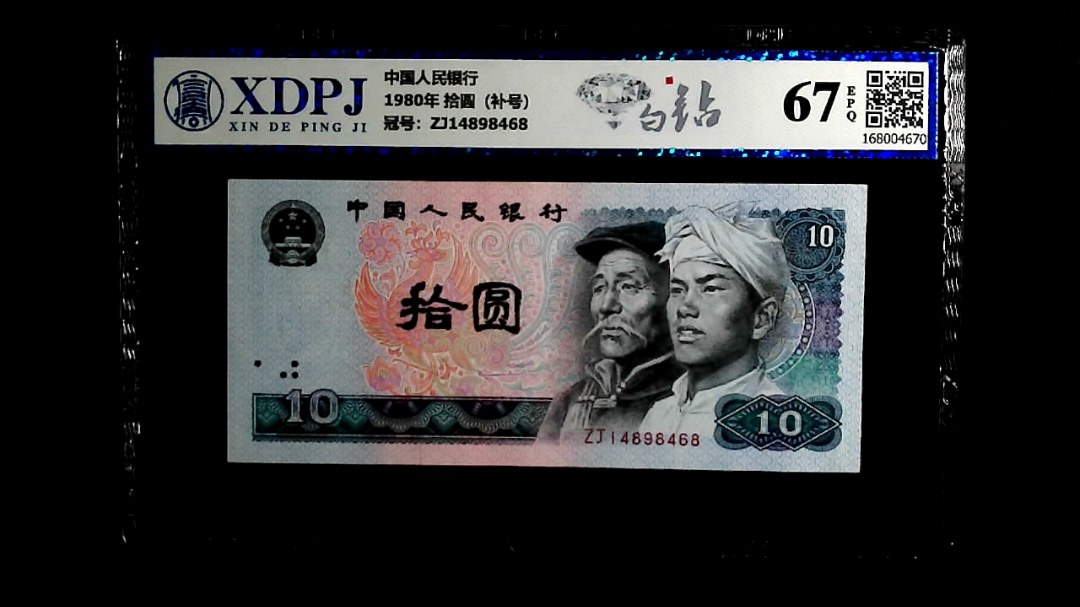 XDPJ
XIN DE PING JI
中国人民银行
1980年 拾圆（补号）
冠号：ZJ14898468
白钻
67
EPQ
168004670
中国人民银行
10
拾圆
10
10
ZJ14898468